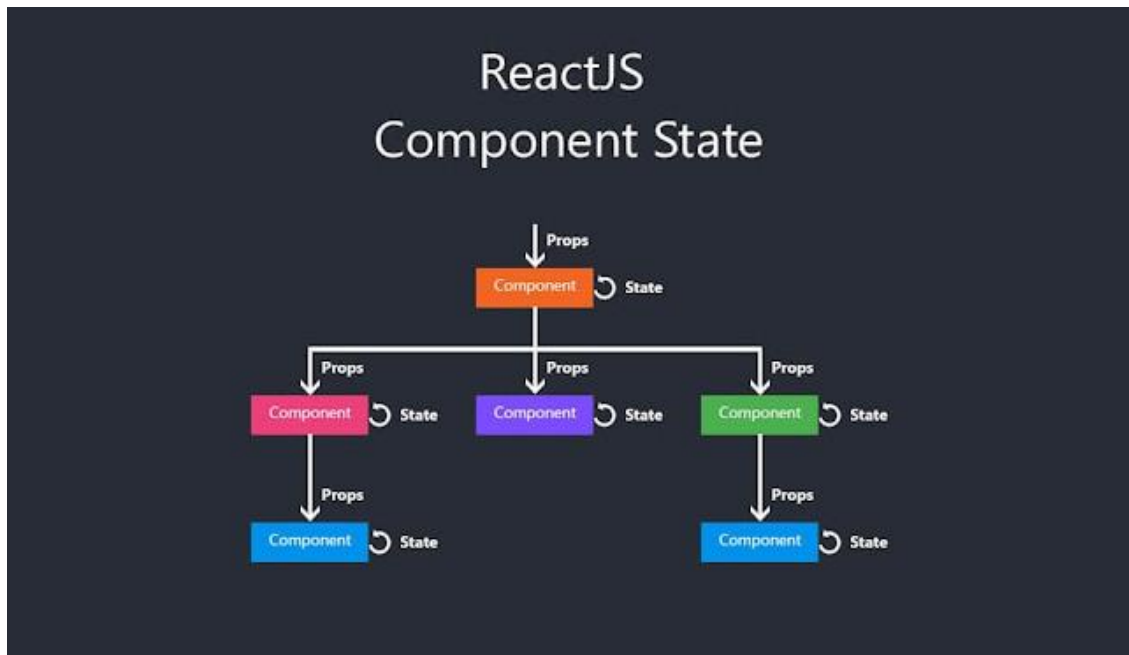 ReactJS
Component State
Props
Component State
Props Props Props
Component State Component State Component State
Props Props
Component State Component State